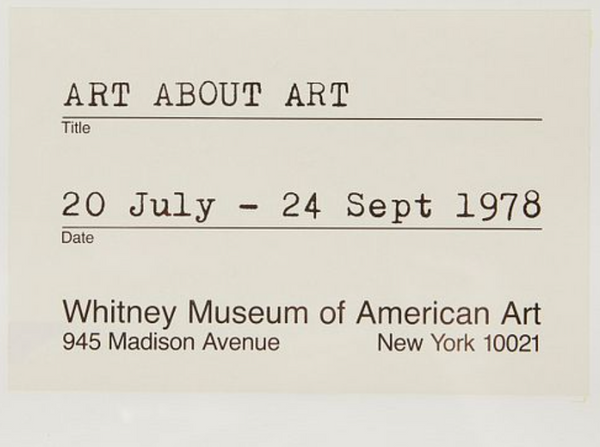 ART ABOUT ART
Title
20 July - 24 Sept 1978
Date
Whitney Museum of American Art
945 Madison Avenue New York 10021